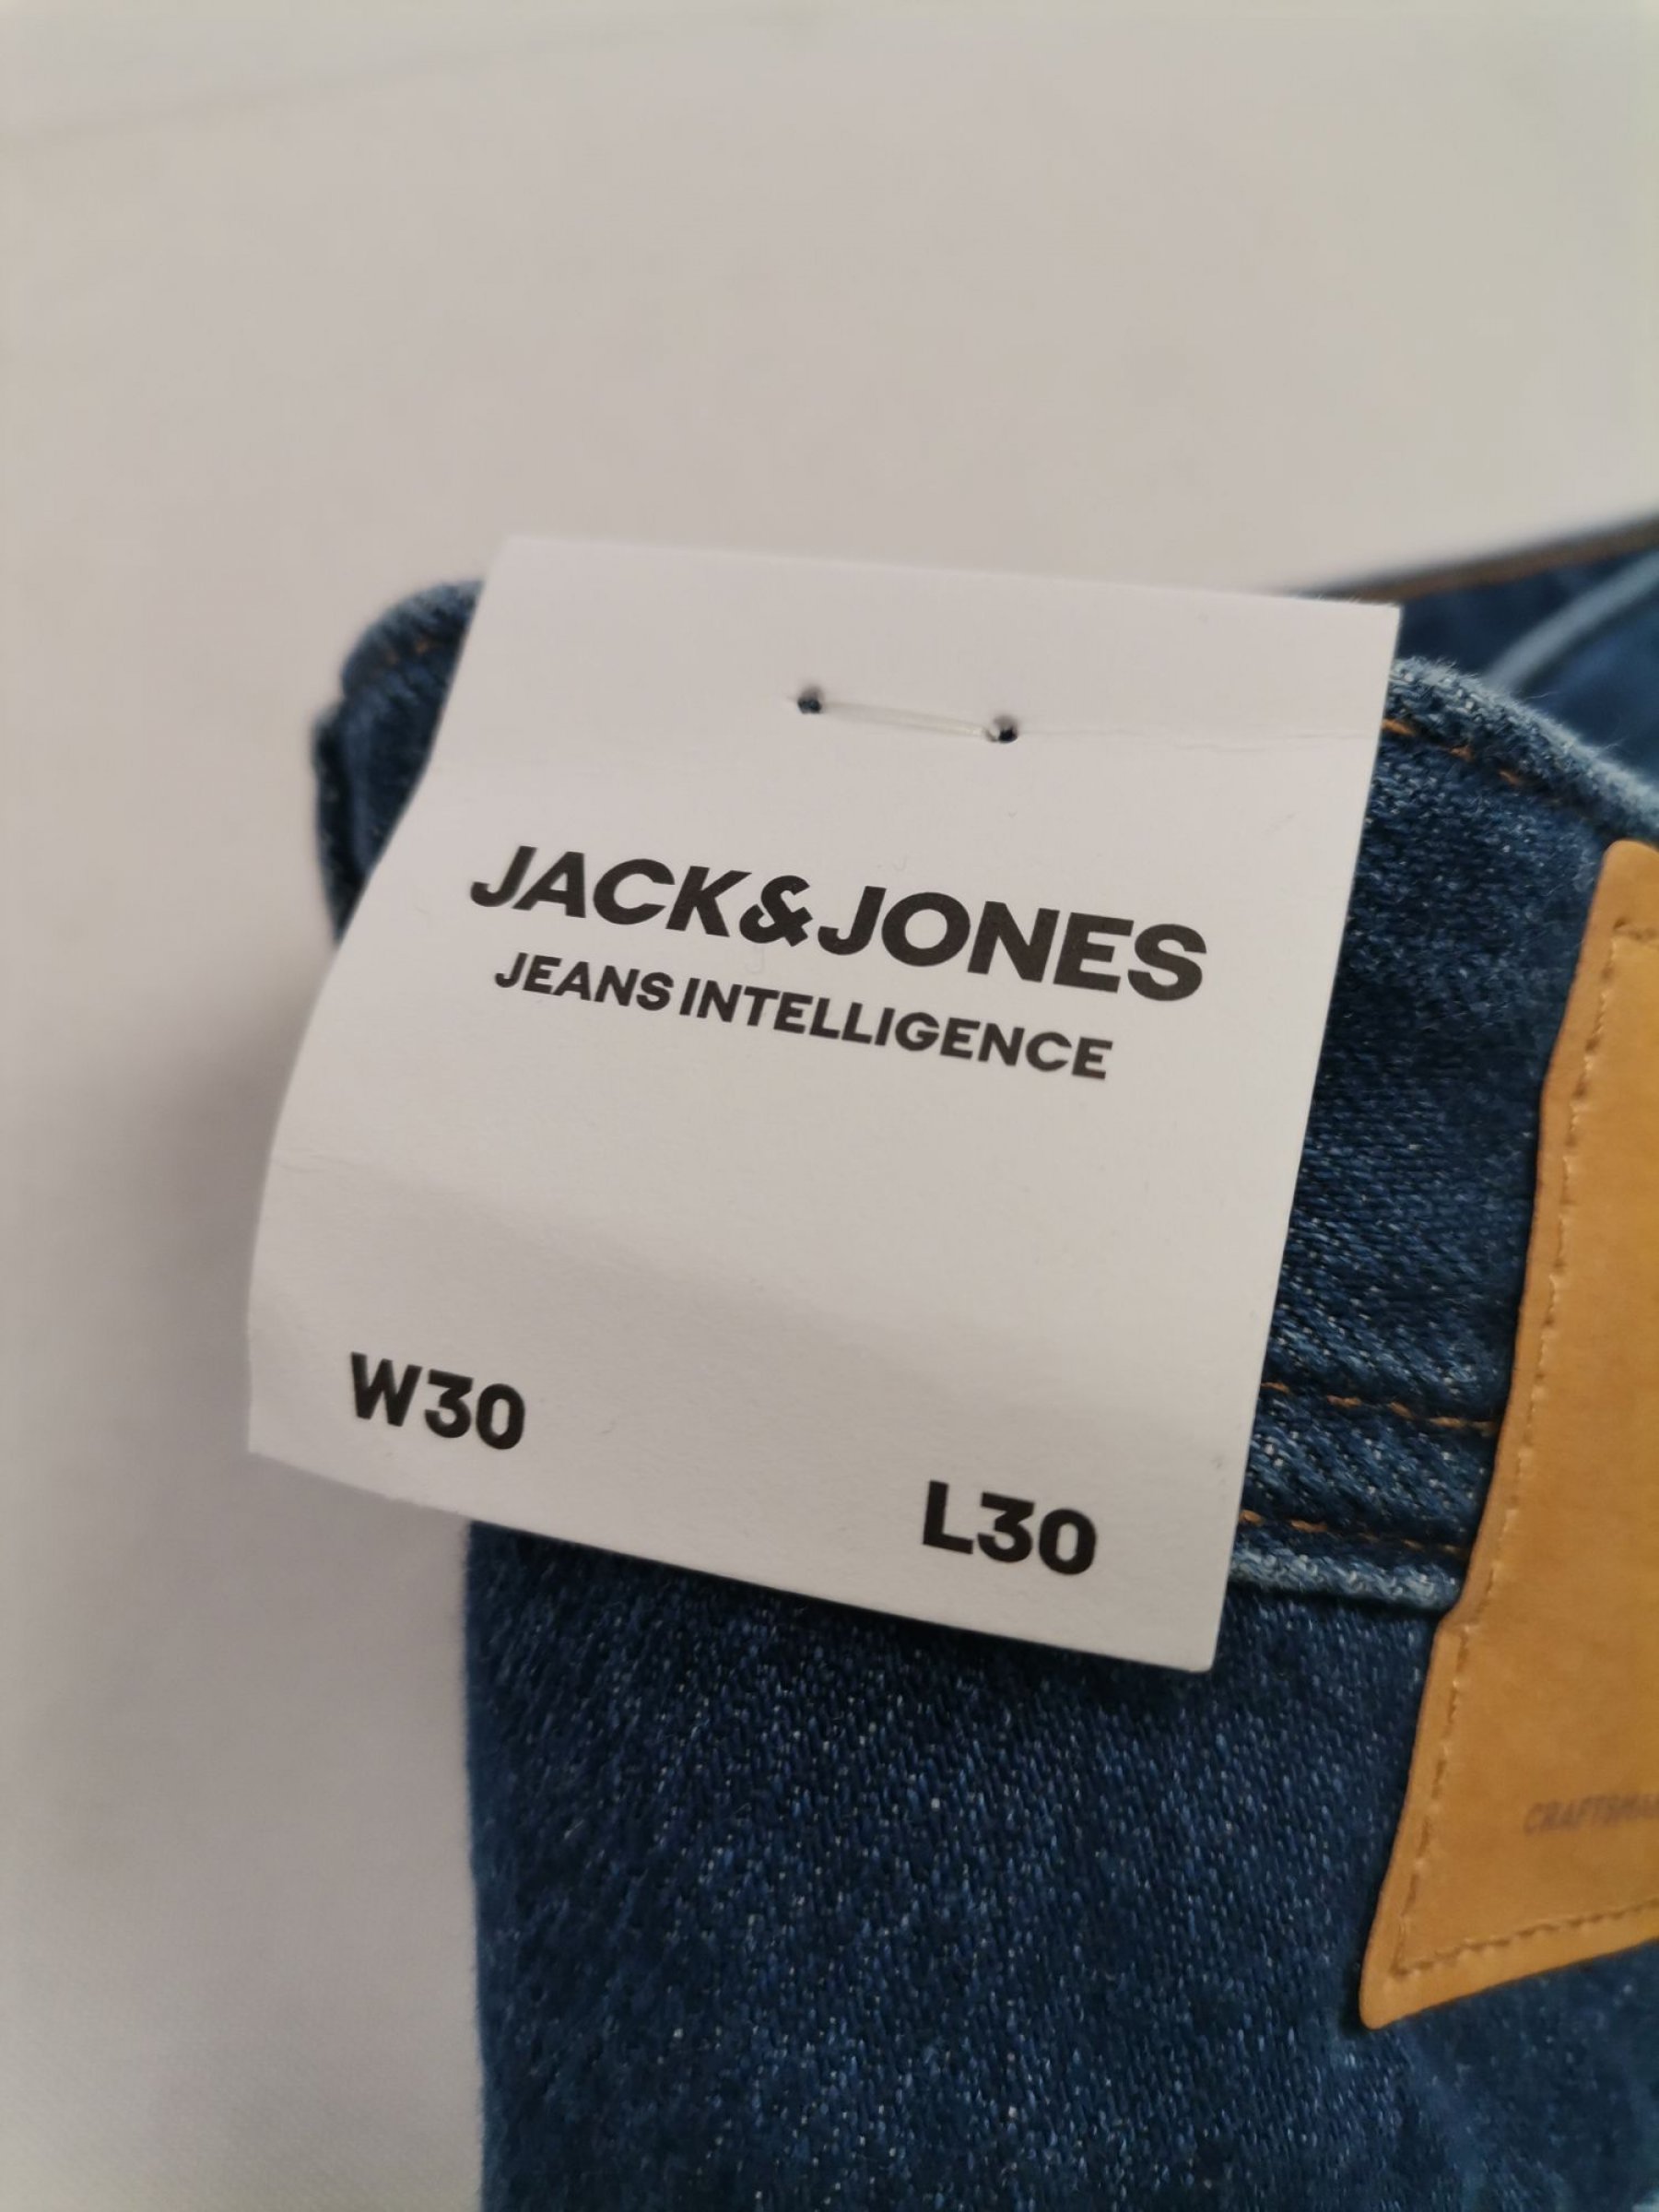 JACK&JONES
JEANS INTELLIGENCE
W30
L30